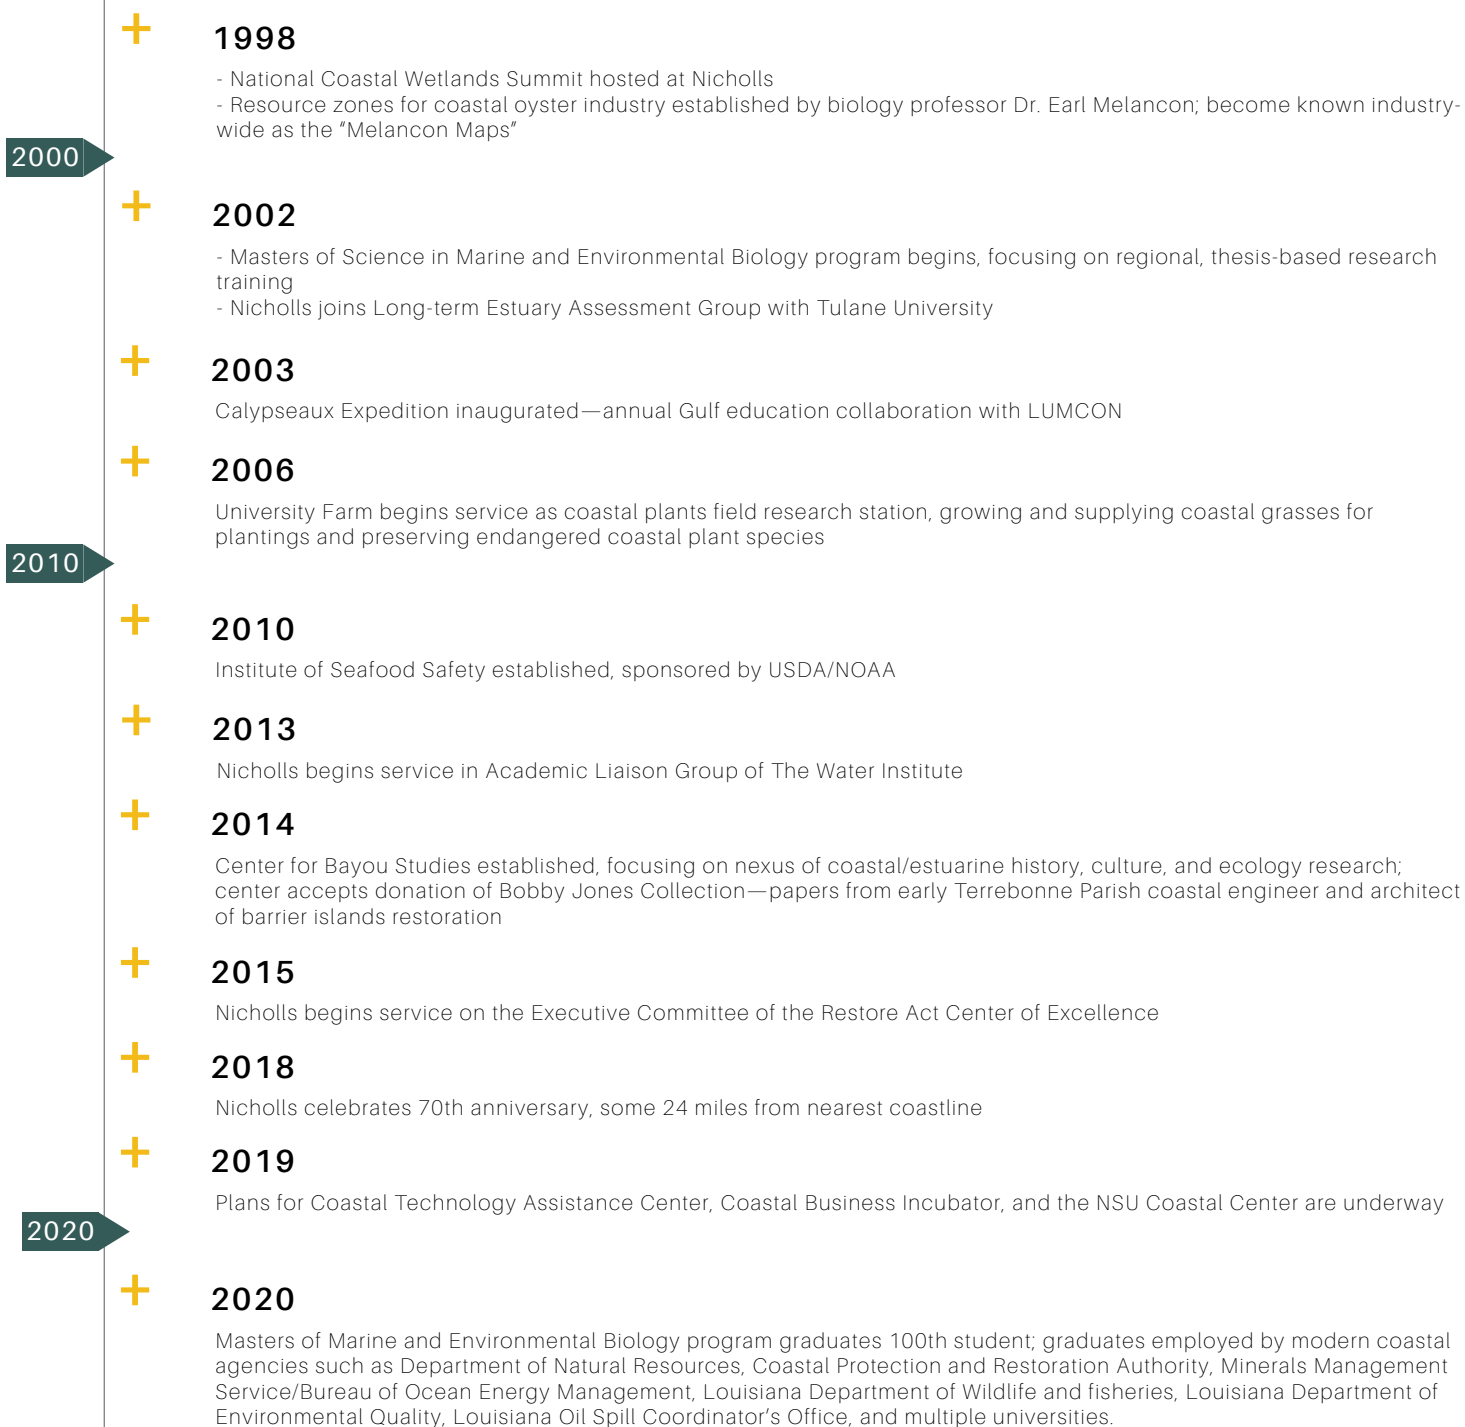 1998
- National Coastal Wetlands Summit hosted at Nicholls
- Resource zones for coastal oyster industry established by biology professor Dr. Earl Melancon; become known industry-
wide as the “Melancon Maps”
2000
2002
- Masters of Science in Marine and Environmental Biology program begins, focusing on regional, thesis-based research
training
- Nicholls joins Long-term Estuary Assessment Group with Tulane University
2003
Calypseaux Expedition inaugurated—annual Gulf education collaboration with LUMCON
2006
University Farm begins service as coastal plants field research station, growing and supplying coastal grasses for
plantings and preserving endangered coastal plant species
2010
2010
Institute of Seafood Safety established, sponsored by USDA/NOAA
2013
Nicholls begins service in Academic Liaison Group of The Water Institute
2014
Center for Bayou Studies established, focusing on nexus of coastal/estuarine history, culture, and ecology research;
center accepts donation of Bobby Jones Collection—papers from early Terrebonne Parish coastal engineer and architect
of barrier islands restoration
2015
Nicholls begins service on the Executive Committee of the Restore Act Center of Excellence
2018
Nicholls celebrates 70th anniversary, some 24 miles from nearest coastline
2019
Plans for Coastal Technology Assistance Center, Coastal Business Incubator, and the NSU Coastal Center are underway
2020
2020
Masters of Marine and Environmental Biology program graduates 100th student; graduates employed by modern coastal
agencies such as Department of Natural Resources, Coastal Protection and Restoration Authority, Minerals Management
Service/Bureau of Ocean Energy Management, Louisiana Department of Wildlife and fisheries, Louisiana Department of
Environmental Quality, Louisiana Oil Spill Coordinator’s Office, and multiple universities.